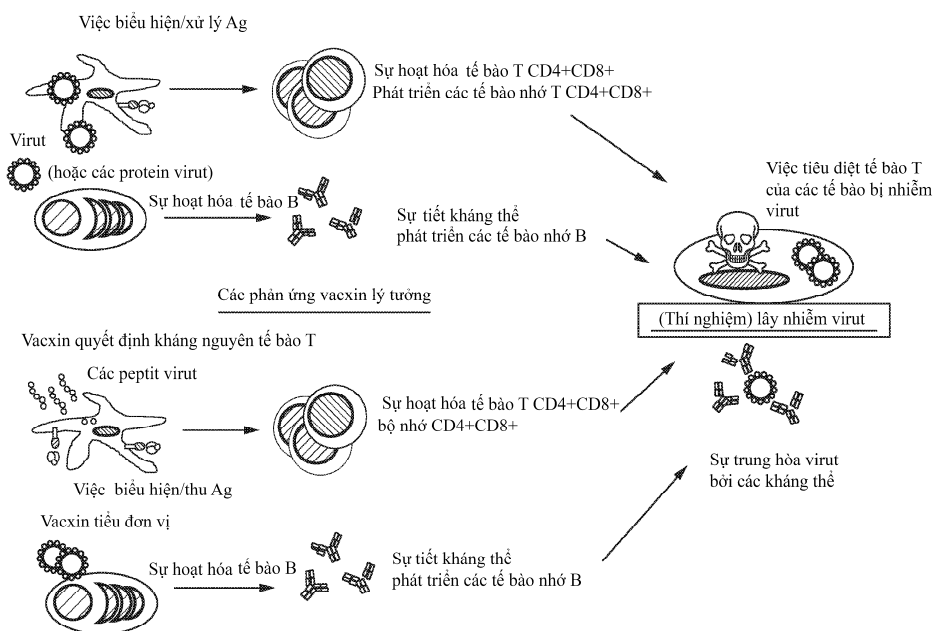 Việc biểu hiện/xử lý Ag
Sự hoạt hóa tế bào T CD4+CD8+
Phát triển các tế bào nhớ T CD4+CD8+
Virut
(hoặc các protein virut)
Sự hoạt hóa tế bào B
Sự tiết kháng thể
phát triển các tế bào nhớ B
Việc tiêu diệt tế bào T
của các tế bào bị nhiễm
virut
Các phản ứng vacxin lý tưởng
(Thí nghiệm) lây nhiễm virut
Vacxin quyết định kháng nguyên tế bào T
Các peptit virut
Sự hoạt hóa tế bào T CD4+CD8+
bộ nhớ CD4+CD8+
Việc biểu hiện/thu Ag
Sự trung hòa virut
bởi các kháng thể
Vacxin tiểu đơn vị
Sự hoạt hóa tế bào B
Sự tiết kháng thể
phát triển các tế bào nhớ B